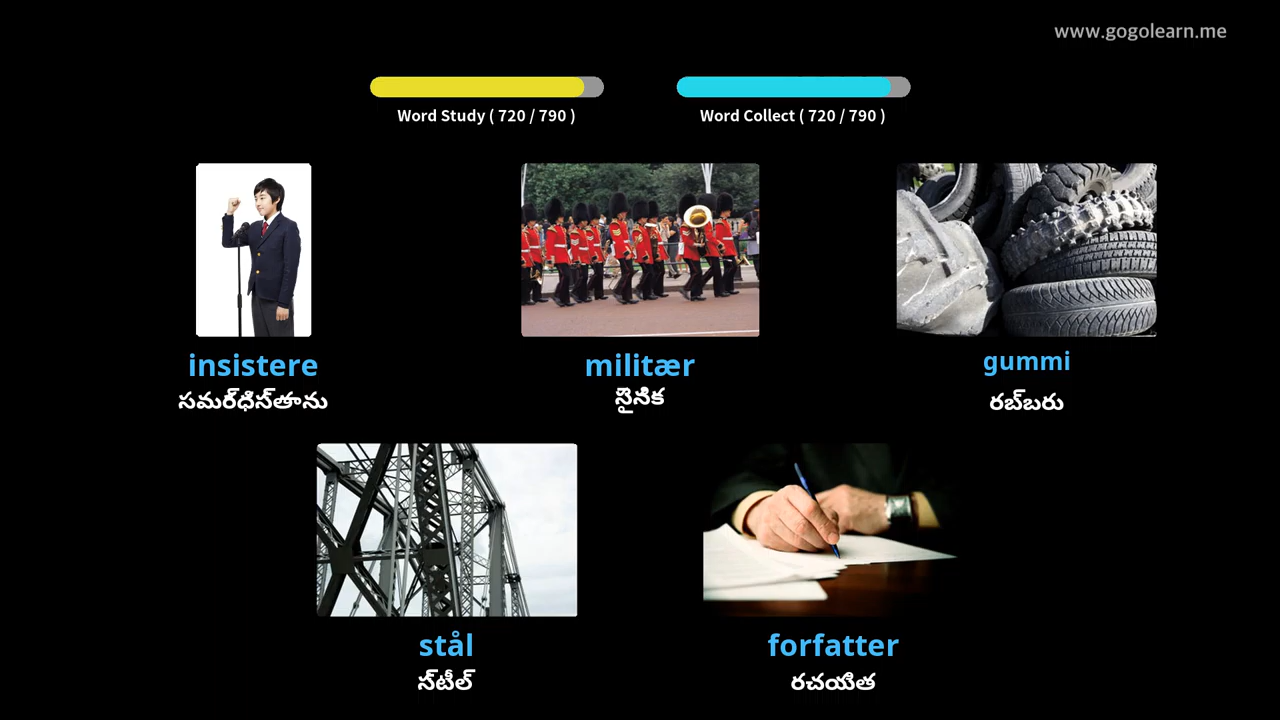 www.gogolearn.me
Word Study ( 720 / 790 )
Word Collect ( 720 / 790 )
insistere
సమర్ధిస్తాను
militær
సైనిక
gummi
రబ్బరు
stål
స్టీల్
forfatter
రచయిత